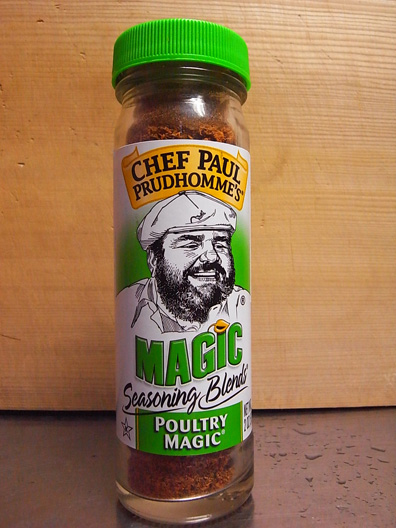 CHEF PAUL
PRUDHOMME'S®
®
MAGIC
Seasoning Blends®
POULTRY
MAGIC®